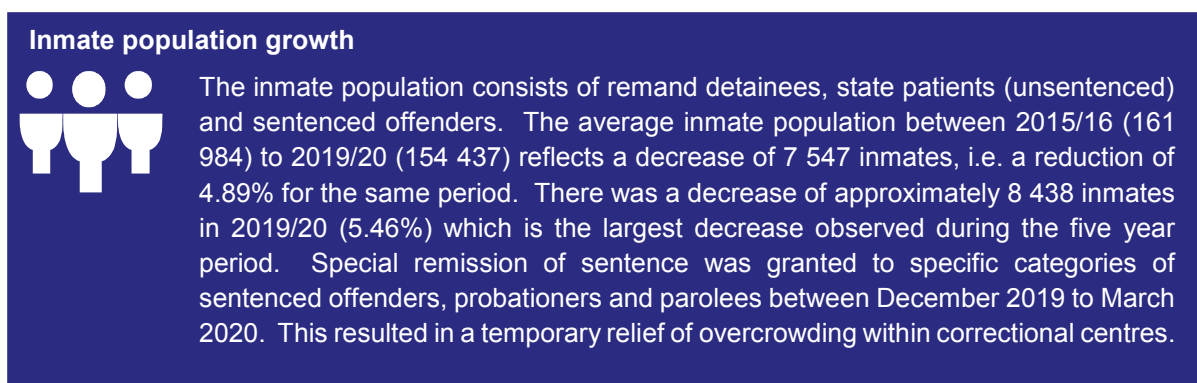 Inmate population growth
The inmate population consists of remand detainees, state patients (unsentenced)
and sentenced offenders. The average inmate population between 2015/16 (161
984) to 2019/20 (154 437) reflects a decrease of 7 547 inmates, i.e. a reduction of
4.89% for the same period. There was a decrease of approximately 8 438 inmates
in 2019/20 (5.46%) which is the largest decrease observed during the five year
period. Special remission of sentence was granted to specific categories of
sentenced offenders, probationers and parolees between December 2019 to March
2020. This resulted in a temporary relief of overcrowding within correctional centres.